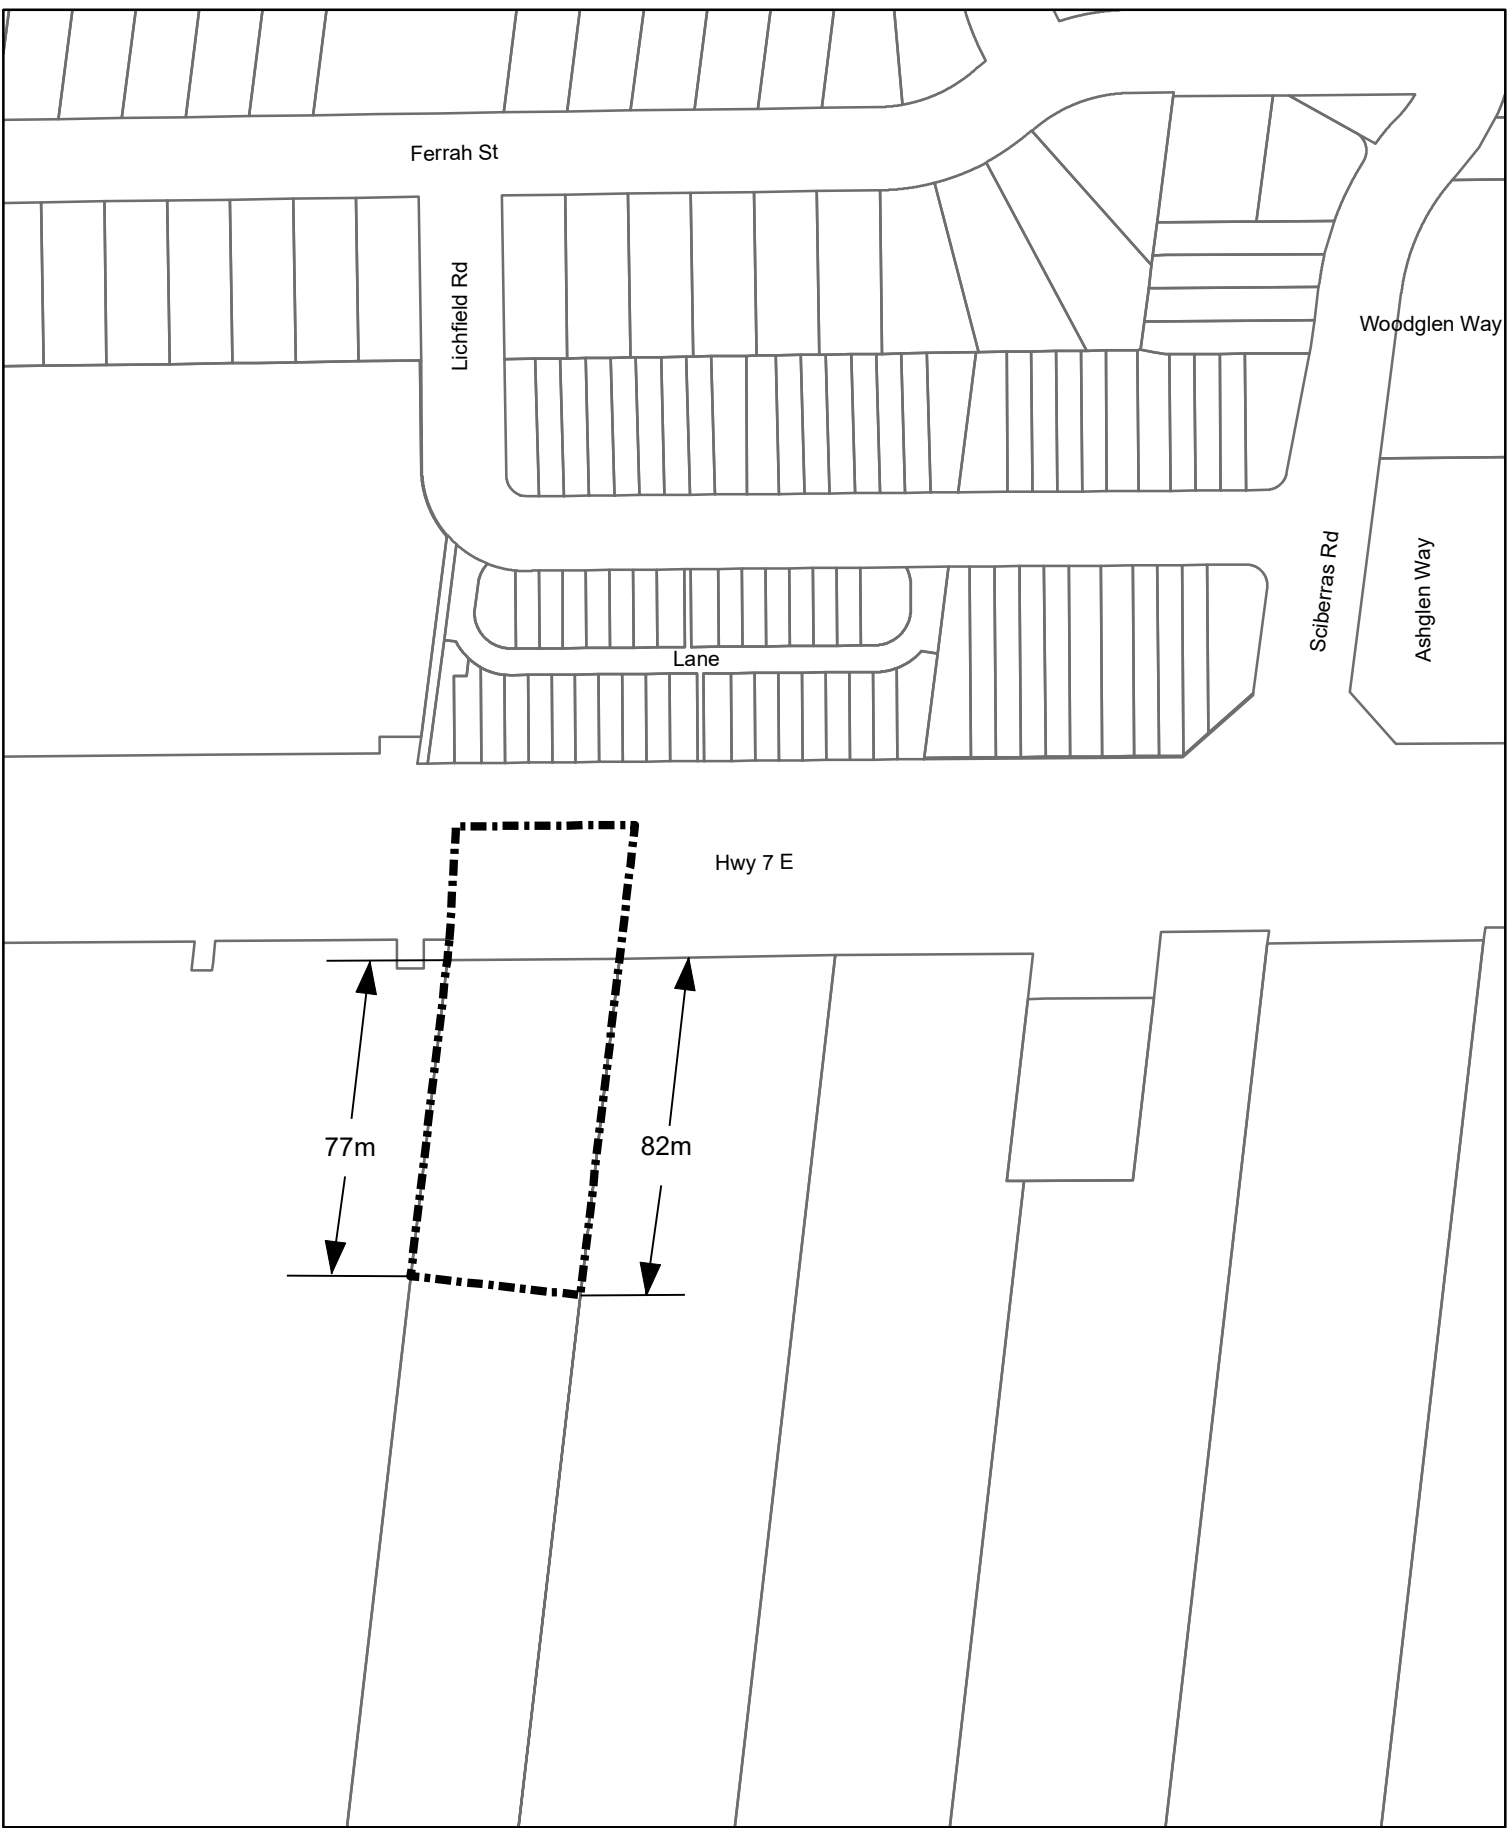 Ferrah St
Lichfield Rd
Woodglen Way
Sciberras Rd
Ashglen Way
Lane
Hwy 7 E
77m
82m